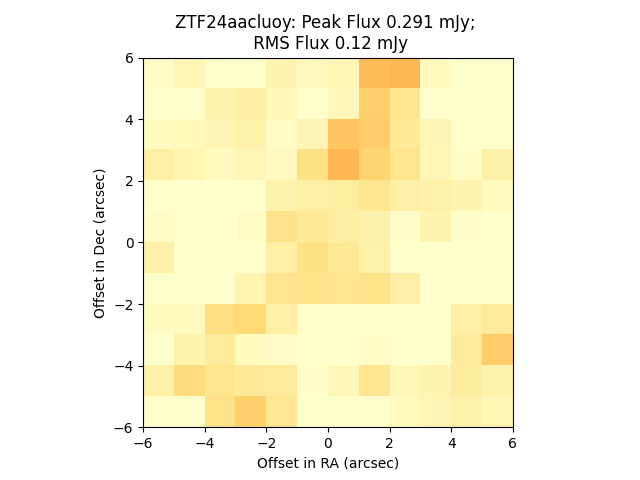 ZTF24aacluoy: Peak Flux 0.291 mJy;
RMS Flux 0.12 mJy
6
4
2
0
−2
−4
−6
Offset in Dec (arcsec)
−6 −4 −2 0 2 4 6
Offset in RA (arcsec)